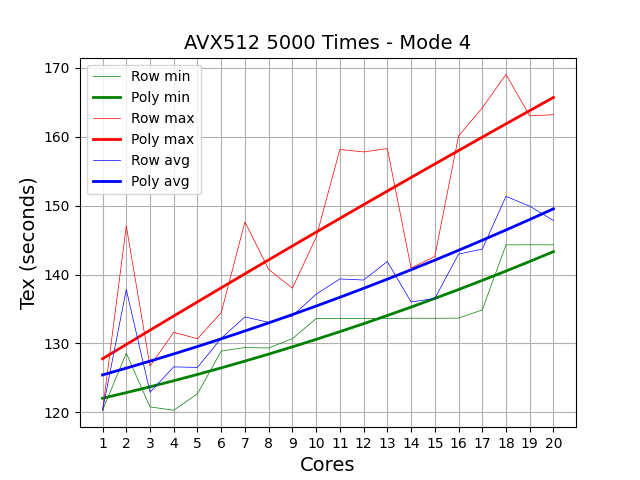 AVX512 5000 Times - Mode 4
Row min
Poly min
Row max
Poly max
Row avg
Poly avg
Tex (seconds)
170
160
150
140
130
120
1 2 3 4 5 6 7 8 9 10 11 12 13 14 15 16 17 18 19 20
Cores